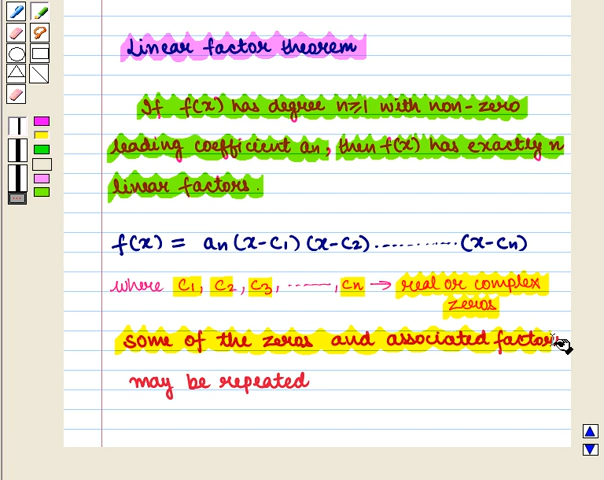 Linear factor theorem
If f(x) has degree n≥1 with non-zero
leading coefficient an, then f(x) has exactly n
linear factors.
f(x) = an (x-c1) (x-c2) ........... (x-cn)
where c1, c2, c3, ......, cn → real or complex
zeros
some of the zeros and associated factors
may be repeated